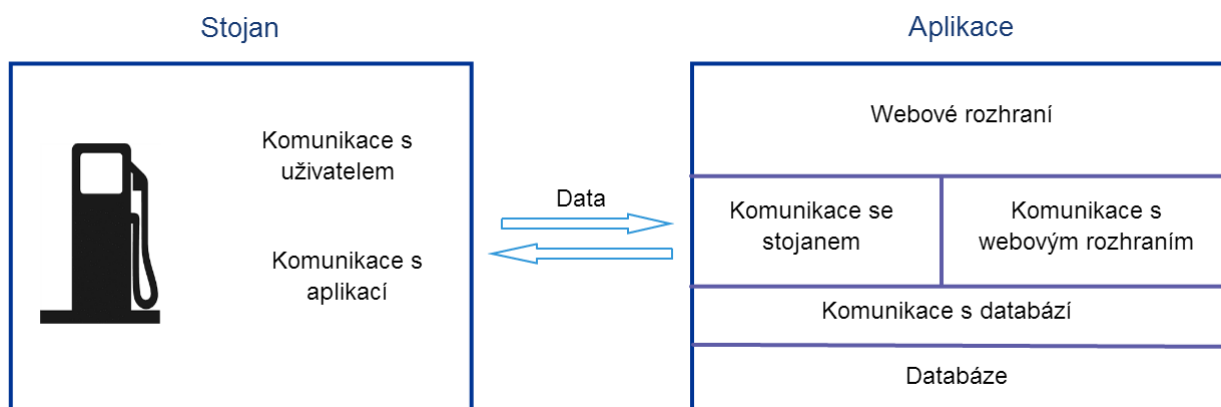 Stojan
Komunikace s
uživatelem
Komunikace s
aplikací
Data
Aplikace
Webové rozhraní
Komunikace se
stojanem
Komunikace s
webovým rozhraním
Komunikace s databází
Databáze